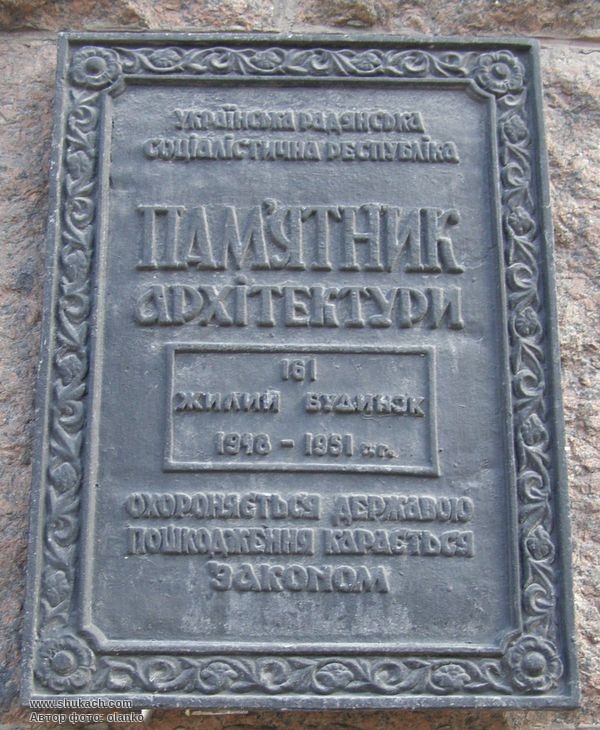 УКРАЇНСЬКА РАДЯНСЬКА
СОЦІАЛІСТИЧНА РЕСПУБЛІКА
ПАМ'ЯТНИК
АРХІТЕКТУРИ
161
ЖИЛИЙ БУДИНОК
1948 - 1951 г.г.
ОХОРОНЯЄТЬСЯ ДЕРЖАВОЮ
ПОШКОДЖЕННЯ КАРАЄТЬСЯ
ЗАКОНОМ
www.shukach.com
Автор фото: olanko